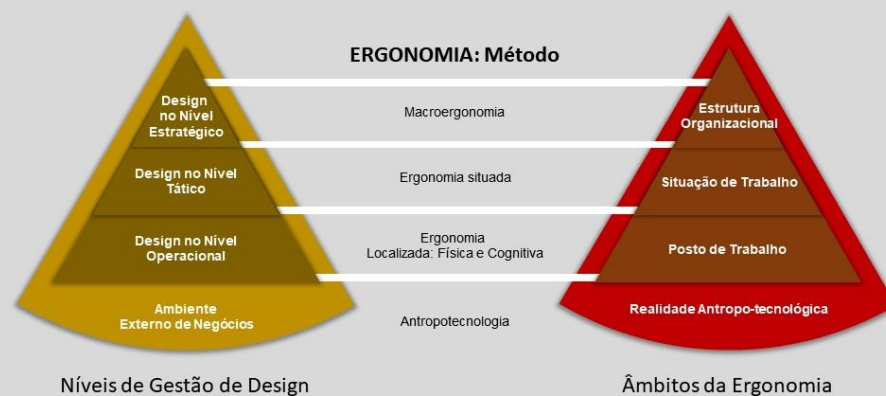 ERGONOMIA: Método
Design
no Nível
Estratégico
Macroergonomia
Estrutura
Organizacional
Design no Nível
Tático
Ergonomia situada
Situação de Trabalho
Design no Nível
Operacional
Ergonomia
Localizada: Física e Cognitiva
Posto de Trabalho
Ambiente
Externo de Negócios
Antropotecnologia
Realidade Antropo-tecnológica
Níveis de Gestão de Design
Âmbitos da Ergonomia